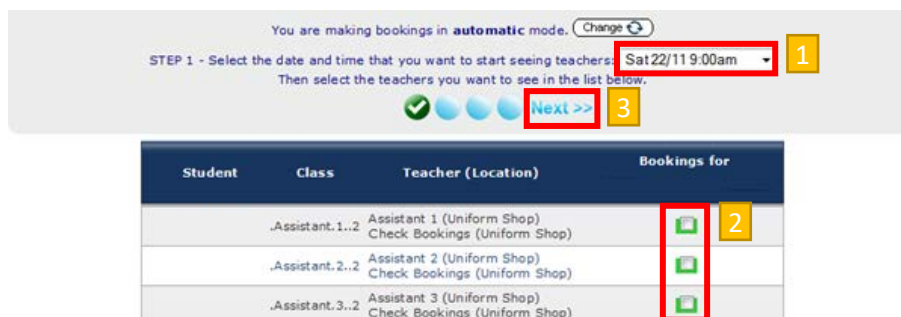 You are making bookings in automatic mode. Change
STEP 1 - Select the date and time that you want to start seeing teachers: Sat 22/11 9:00am 1
Then select the teachers you want to see in the list below.
Next >> 3
Student Class Teacher (Location) Bookings for
.Assistant.1..2 Assistant 1 (Uniform Shop)
Check Bookings (Uniform Shop)
2
.Assistant.2..2 Assistant 2 (Uniform Shop)
Check Bookings (Uniform Shop)
.Assistant.3..2 Assistant 3 (Uniform Shop)
Check Bookings (Uniform Shop)